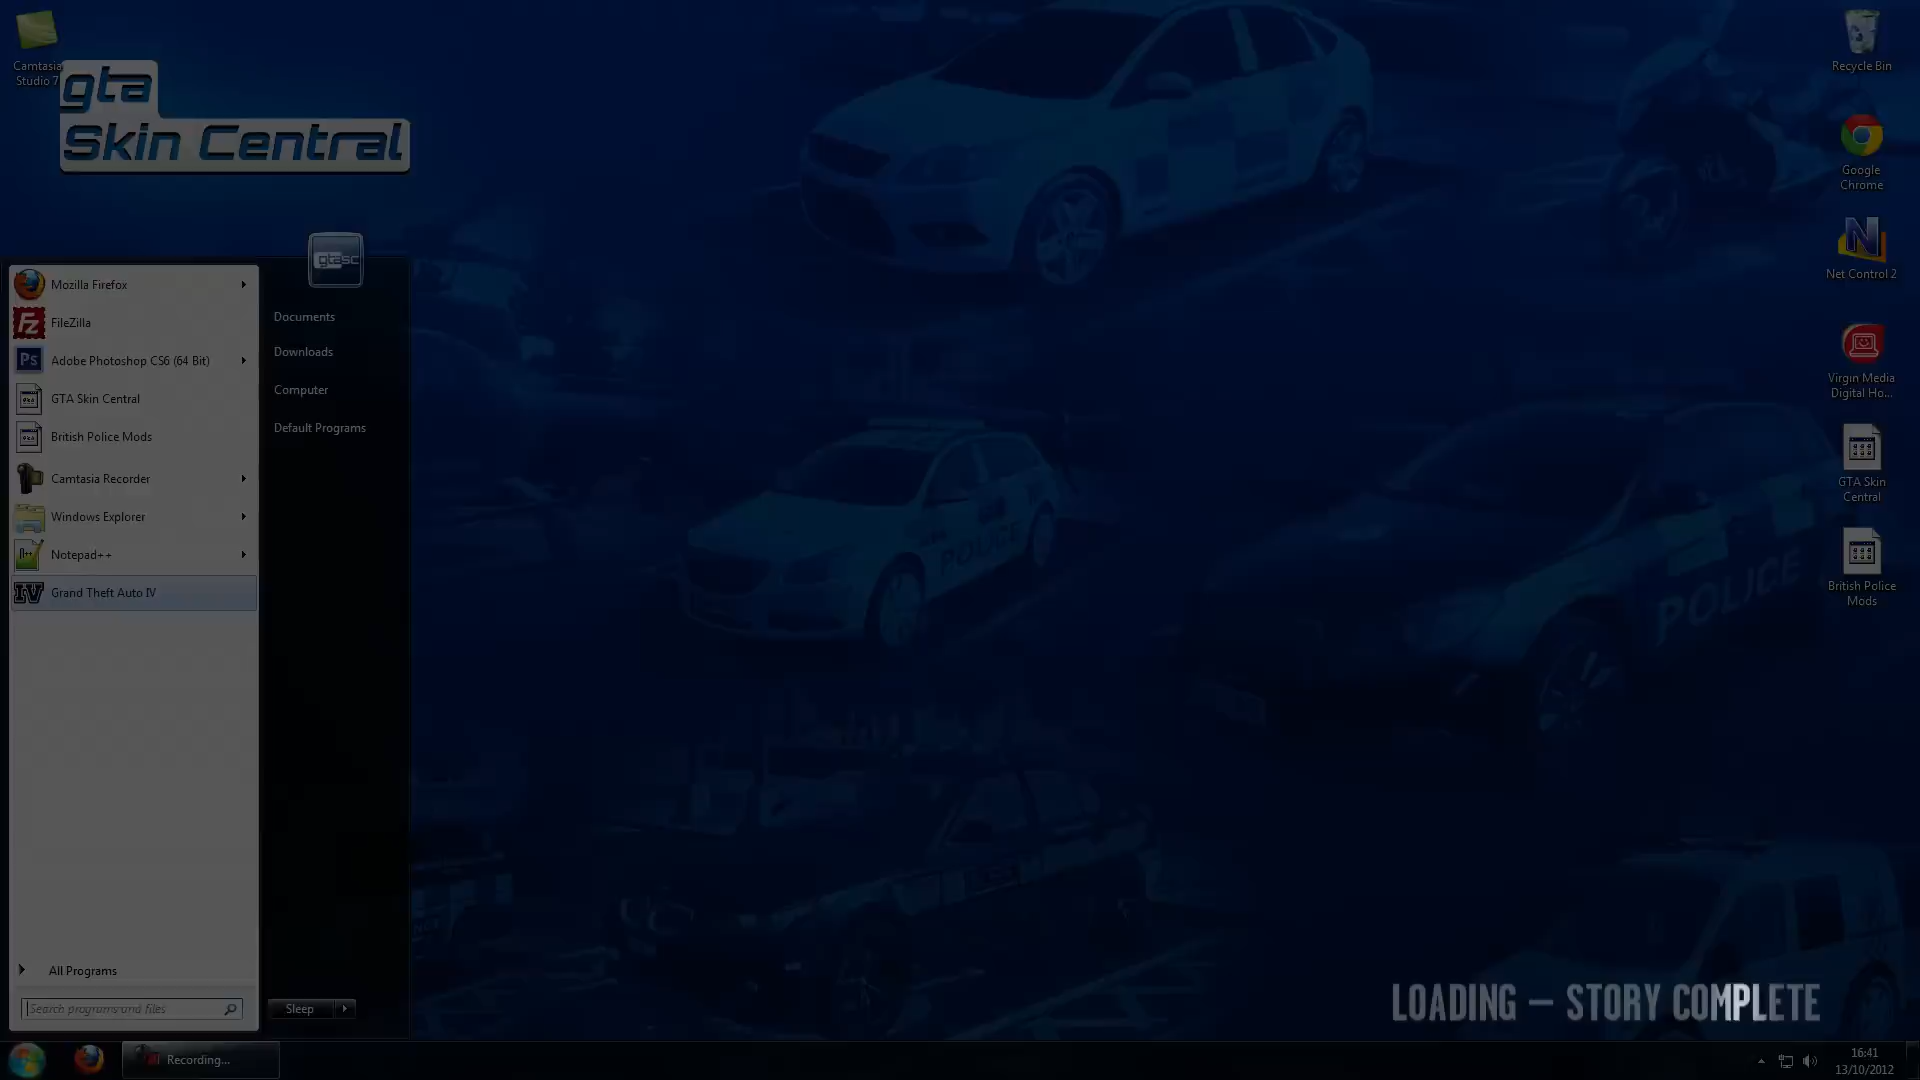 Camtasia
Studio 7
gta
Skin Central
gtasc
Mozilla Firefox
FileZilla
Ps
Adobe Photoshop CS6 (64 Bit)
GTA Skin Central
British Police Mods
Camtasia Recorder
Windows Explorer
Notepad++
IV
Grand Theft Auto IV
All Programs
Search programs and files
Documents
Downloads
Computer
Default Programs
Sleep
Recording...
POLICE
POLICE
Recycle Bin
Google
Chrome
Net Control 2
Virgin Media
Digital Ho...
GTA Skin
Central
British Police
Mods
LOADING – STORY COMPLETE
16:41
13/10/2012